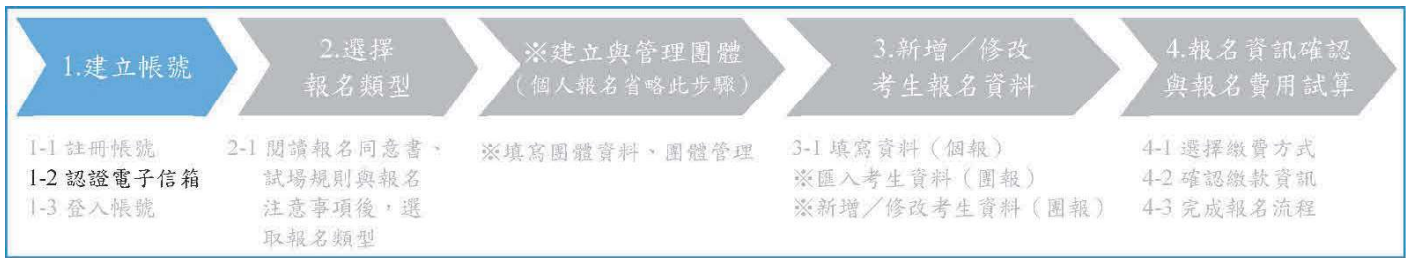 1.建立帳號
2.選擇
報名類型
※建立與管理團體
（個人報名省略此步驟）
3.新增／修改
考生報名資料
4.報名資訊確認
與報名費用試算
1-1 註冊帳號
1-2 認證電子信箱
1-3 登入帳號
2-1 閱讀報名同意書、
試場規則與報名
注意事項後，選
取報名類型
※填寫團體資料、團體管理
3-1 填寫資料（個報）
※匯入考生資料（團報）
※新增／修改考生資料（團報）
4-1 選擇繳費方式
4-2 確認繳款資訊
4-3 完成報名流程